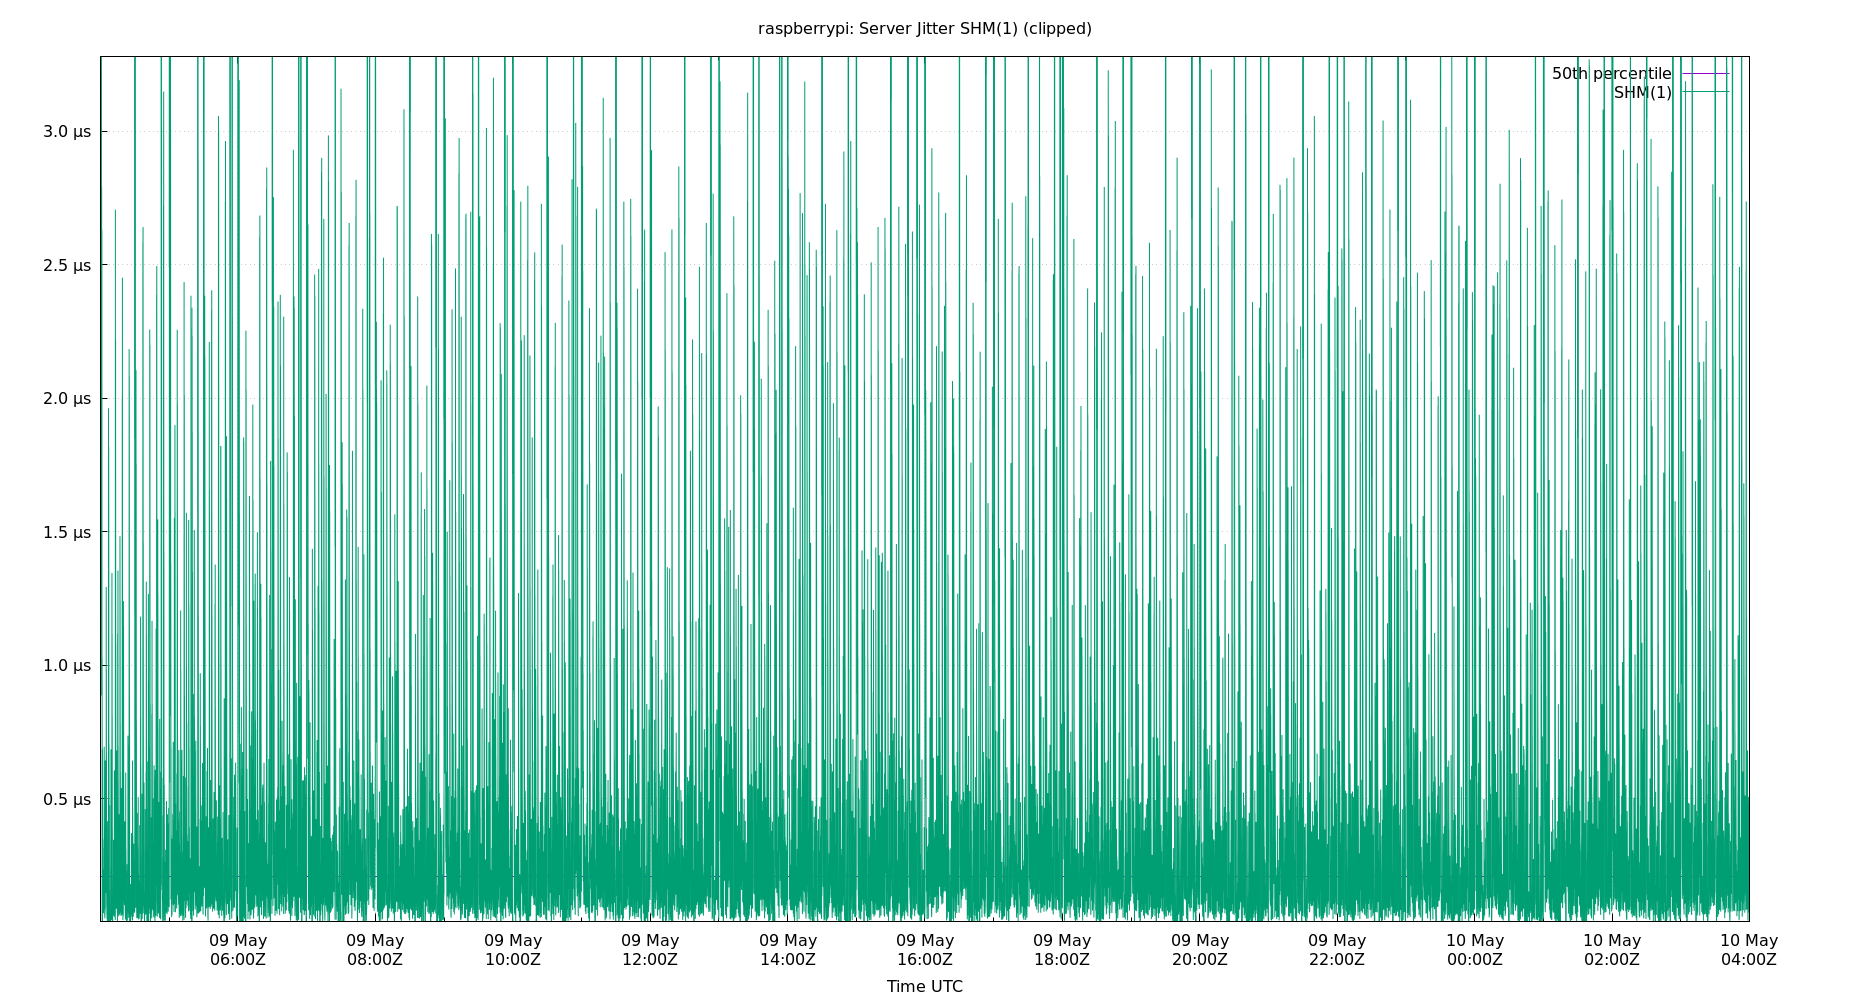 raspberrypi: Server Jitter SHM(1) (clipped)
50th percentile
SHM(1)
3.0 µs
2.5 µs
2.0 µs
1.5 µs
1.0 µs
0.5 µs
09 May 09 May 09 May 09 May 09 May 09 May 09 May 09 May 09 May 10 May 10 May 10 May
06:00Z 08:00Z 10:00Z 12:00Z 14:00Z 16:00Z 18:00Z 20:00Z 22:00Z 00:00Z 02:00Z 04:00Z
Time UTC